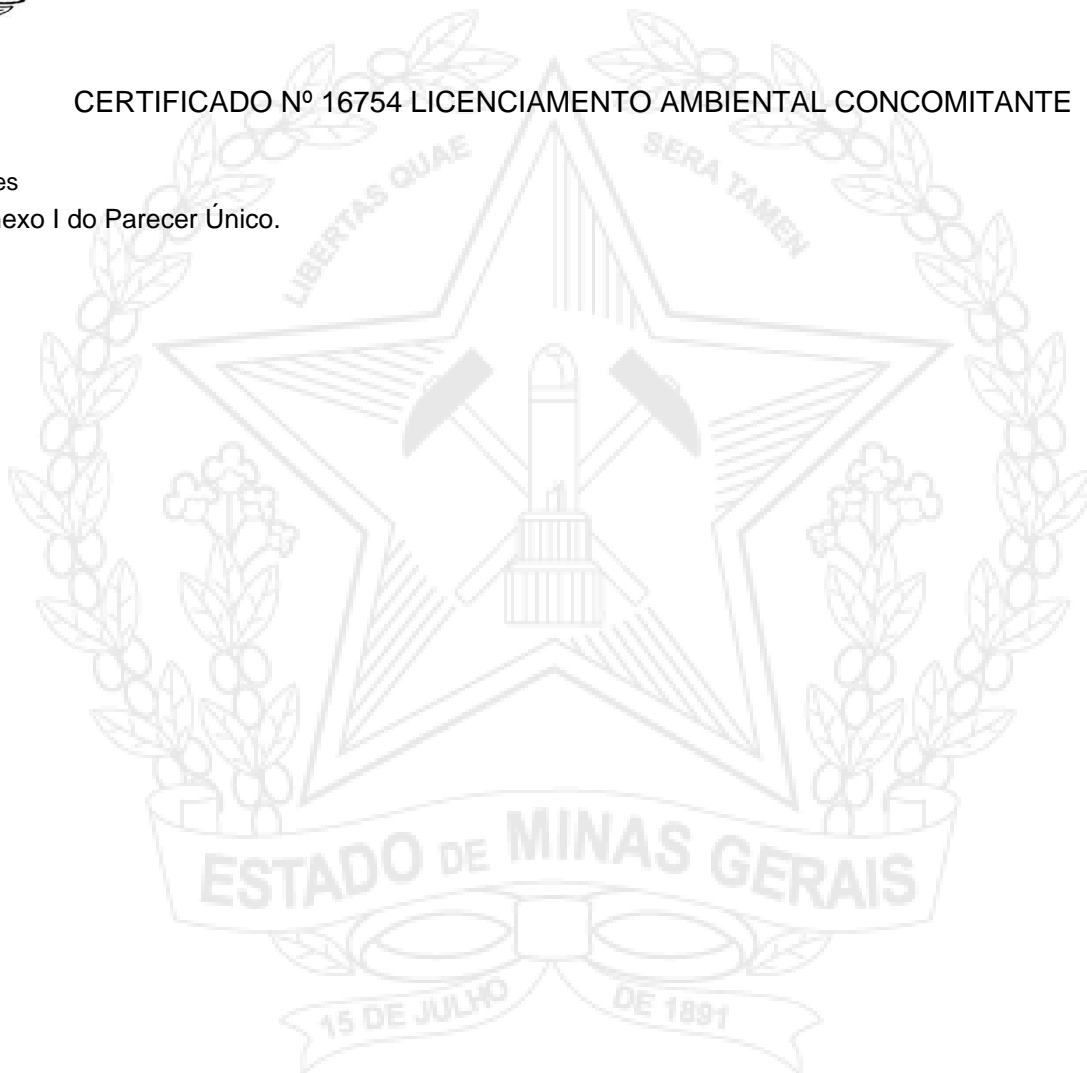 CERTIFICADO Nº 16754 LICENCIAMENTO AMBIENTAL CONCOMITANTE
es
nexo I do Parecer Único.
LIBERTAS QUAE SERA TAMEN
ESTADO DE MINAS GERAIS
15 DE JULHO DE 1891